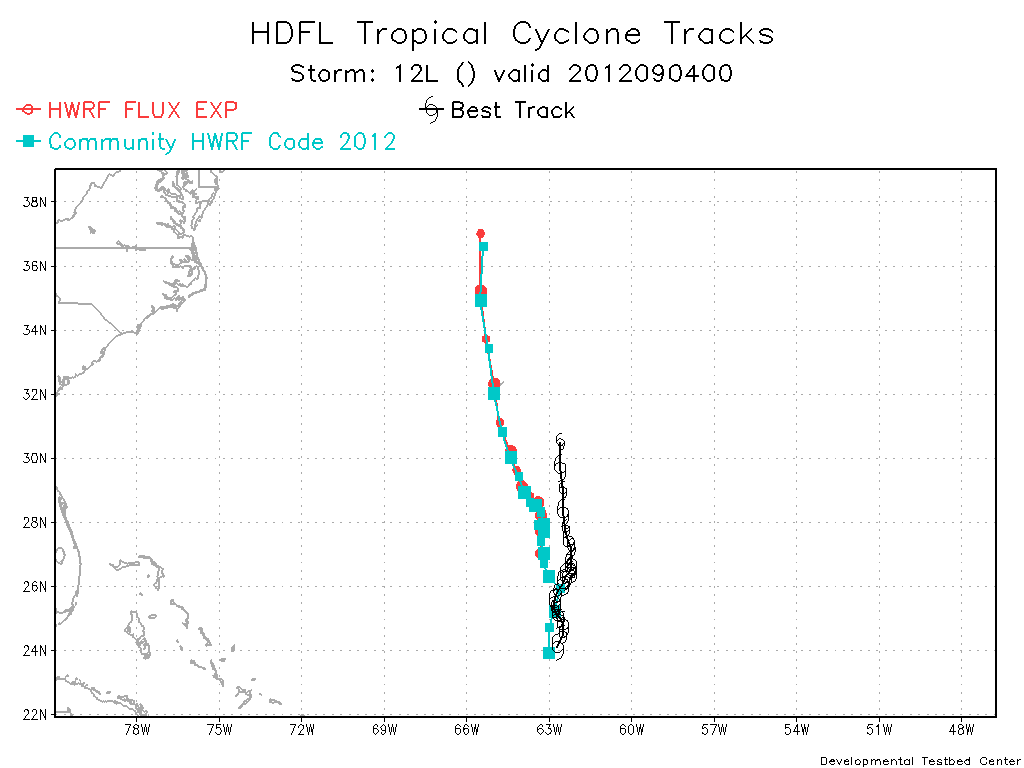 HDFL Tropical Cyclone Tracks
Storm: 12L () valid 2012090400
HWRF FLUX EXP Best Track
Community HWRF Code 2012
38N
36N
34N
32N
30N
28N
26N
24N
22N
78W 75W 72W 69W 66W 63W 60W 57W 54W 51W 48W
Developmental Testbed Center